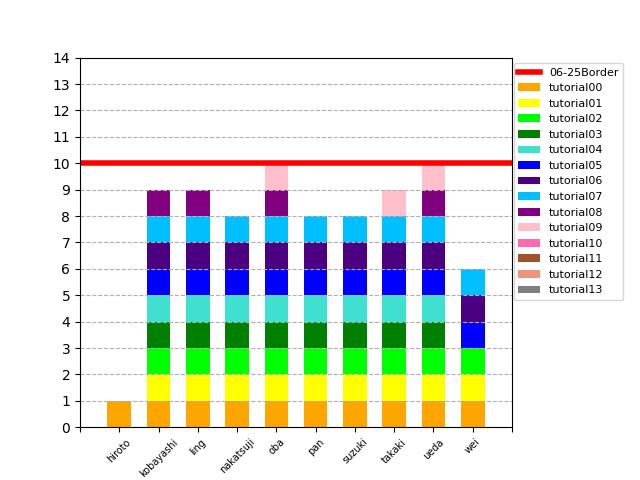 14
13
12
11
10
9
8
7
6
5
4
3
2
1
0
hiroto
kobayashi
ling
nakatsuji
oba
pan
suzuki
takaki
ueda
wei
06-25Border
tutorial00
tutorial01
tutorial02
tutorial03
tutorial04
tutorial05
tutorial06
tutorial07
tutorial08
tutorial09
tutorial10
tutorial11
tutorial12
tutorial13